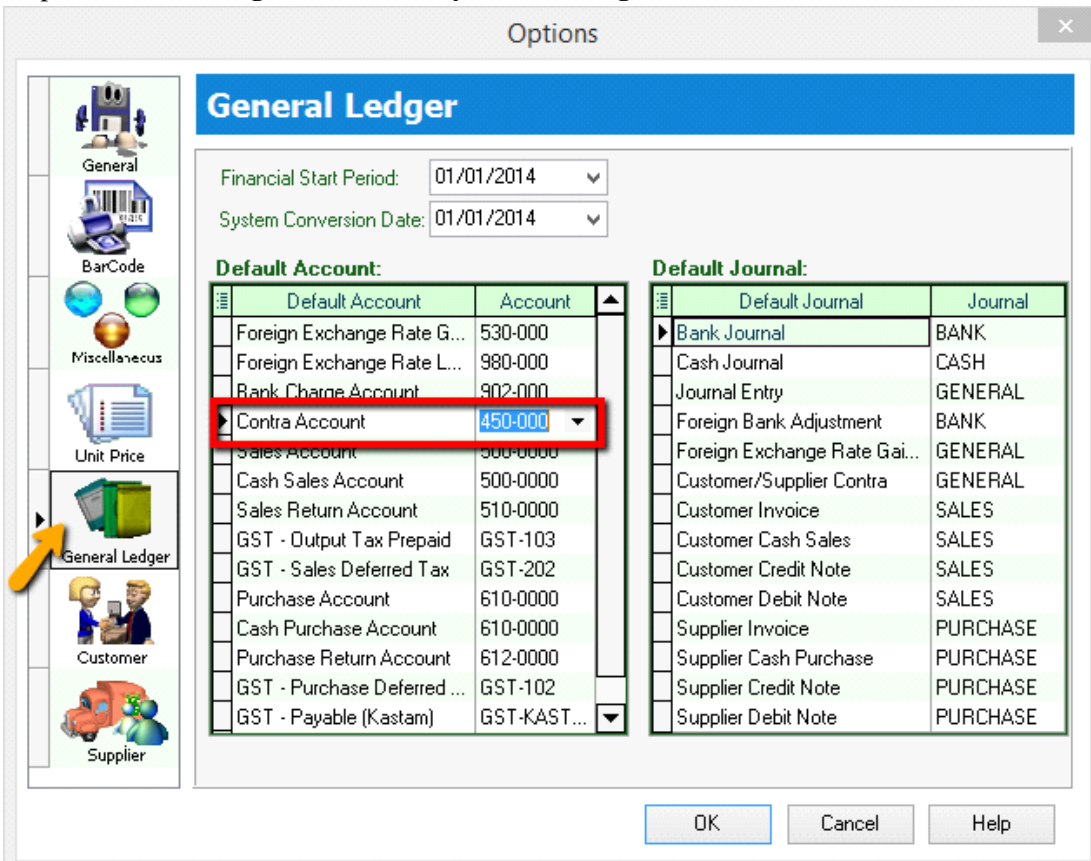 Options
General
BarCode
Miscellanecus
Unit Price
General Ledger
Customer
Supplier
General Ledger
Financial Start Period: 01/01/2014
System Conversion Date: 01/01/2014
Default Account:
Default Account Account
Foreign Exchange Rate G... 530-000
Foreign Exchange Rate L... 980-000
Bank Charge Account 902-000
Contra Account 450-000
Sales Account 500-0000
Cash Sales Account 500-0000
Sales Return Account 510-0000
GST - Output Tax Prepaid GST-103
GST - Sales Deferred Tax GST-202
Purchase Account 610-0000
Cash Purchase Account 610-0000
Purchase Return Account 612-0000
GST - Purchase Deferred ... GST-102
GST - Payable (Kastam) GST-KAST...
Default Journal:
Default Journal Journal
Bank Journal BANK
Cash Journal CASH
Journal Entry GENERAL
Foreign Bank Adjustment BANK
Foreign Exchange Rate Gai... GENERAL
Customer/Supplier Contra GENERAL
Customer Invoice SALES
Customer Cash Sales SALES
Customer Credit Note SALES
Customer Debit Note SALES
Supplier Invoice PURCHASE
Supplier Cash Purchase PURCHASE
Supplier Credit Note PURCHASE
Supplier Debit Note PURCHASE
OK Cancel Help